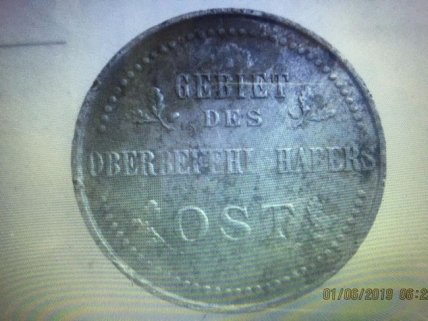 GEBIET
DES
OBERBEFEHLSHABERS
OST
01/06/2019 06:2